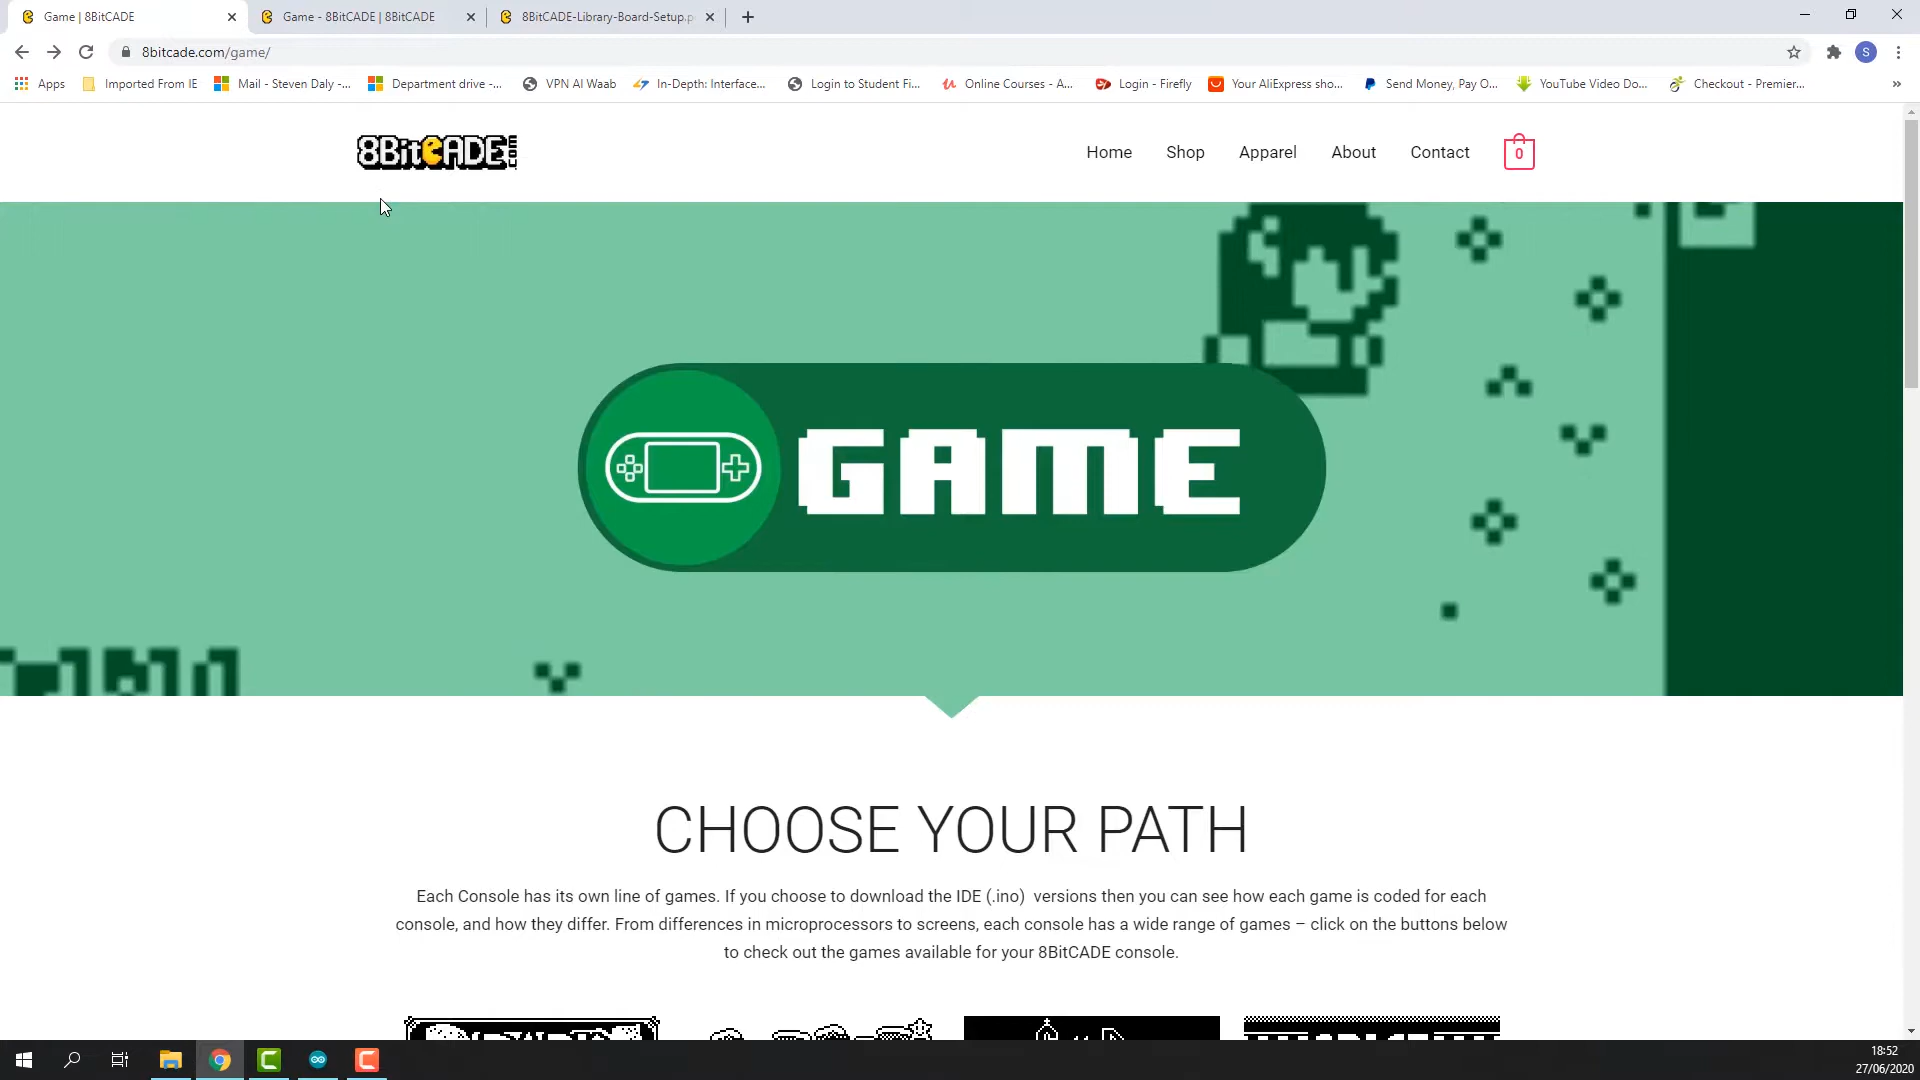 Game | 8BitCADE
Game - 8BitCADE | 8BitCADE
8BitCADE-Library-Board-Setup.p
8bitcade.com/game/
S
Apps
Imported From IE
Mail - Steven Daly -...
Department drive -...
VPN Al Waab
In-Depth: Interface...
Login to Student Fi...
Online Courses - A...
Login - Firefly
Your AliExpress sho...
Send Money, Pay O...
YouTube Video Do...
Checkout - Premier...
»
8BitCADE.com
Home
Shop
Apparel
About
Contact
0
GAME
CHOOSE YOUR PATH
Each Console has its own line of games. If you choose to download the IDE (.ino) versions then you can see how each game is coded for each
console, and how they differ. From differences in microprocessors to screens, each console has a wide range of games – click on the buttons below
to check out the games available for your 8BitCADE console.
18:52
27/06/2020